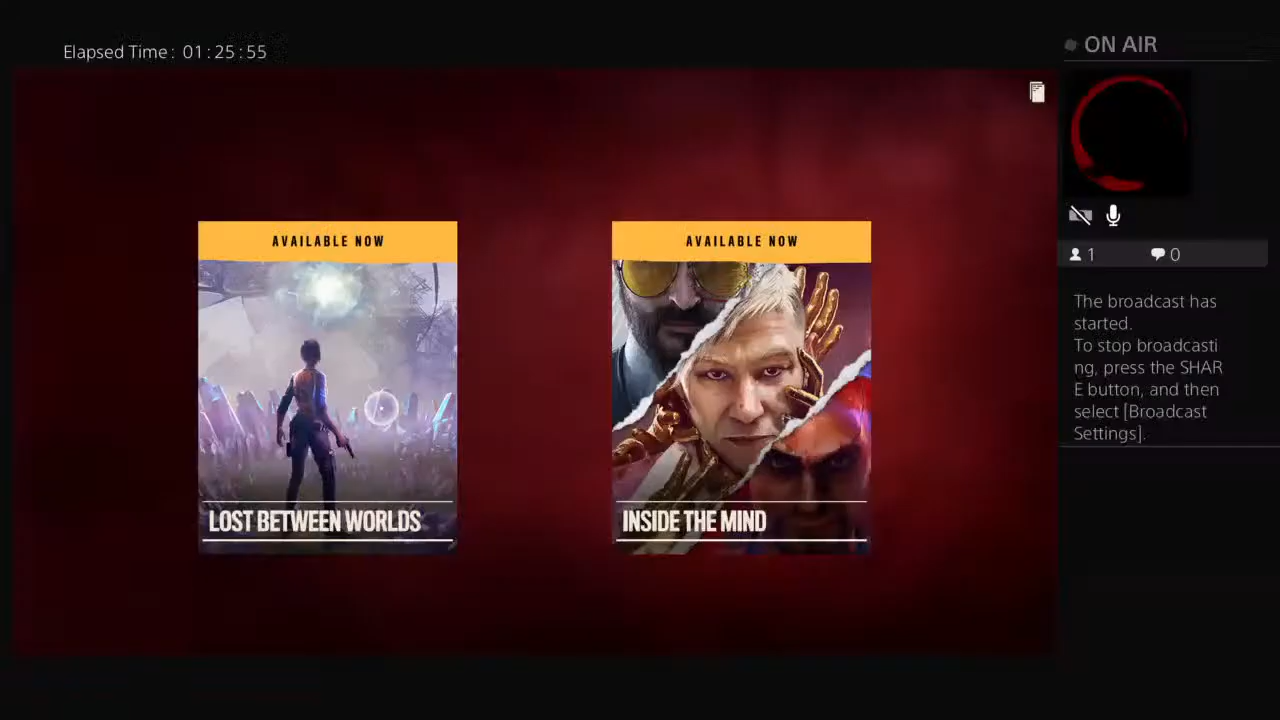 Elapsed Time: 01:25:55
ON AIR
AVAILABLE NOW
LOST BETWEEN WORLDS
AVAILABLE NOW
INSIDE THE MIND
1
0
The broadcast has
started.
To stop broadcasti
ng, press the SHAR
E button, and then
select [Broadcast
Settings].